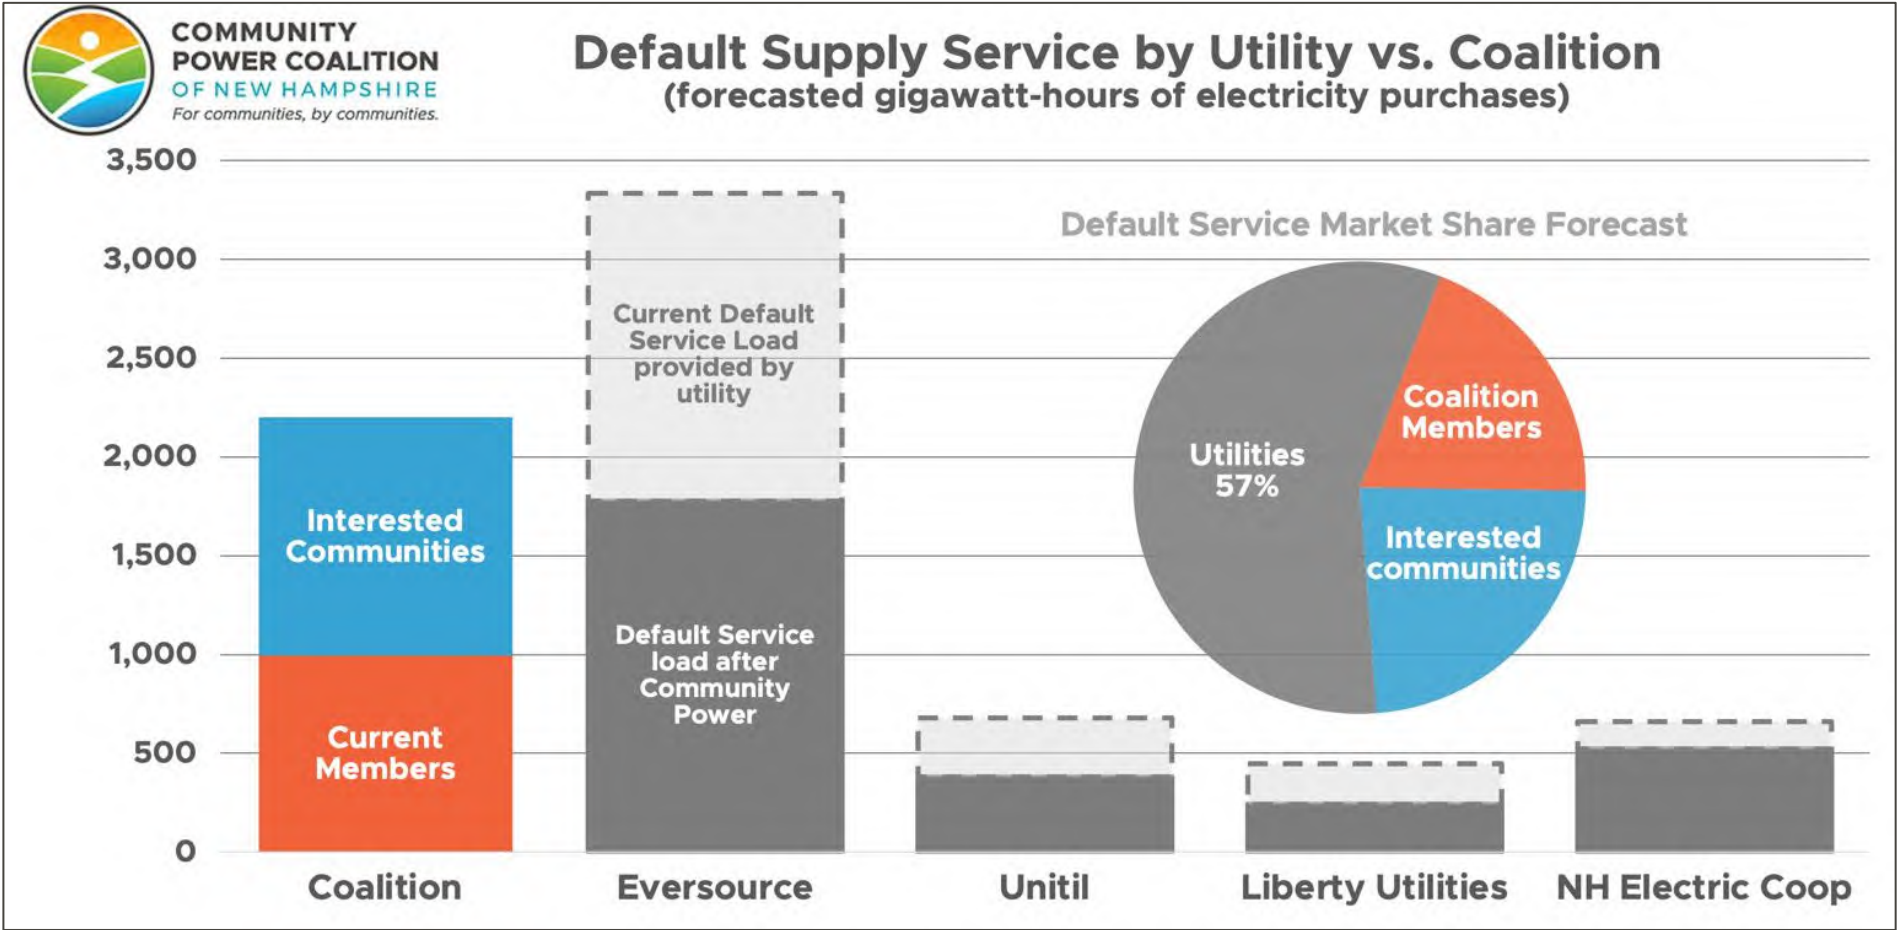 COMMUNITY
POWER COALITION
OF NEW HAMPSHIRE
For communities, by communities.
Default Supply Service by Utility vs. Coalition
(forecasted gigawatt-hours of electricity purchases)
3,500
3,000
2,500
2,000
1,500
1,000
500
0
Interested
Communities
Current
Members
Current Default
Service Load
provided by
utility
Default Service
load after
Community
Power
Default Service Market Share Forecast
Utilities
57%
Coalition
Members
Interested
communities
Coalition
Eversource
Unitil
Liberty Utilities
NH Electric Coop